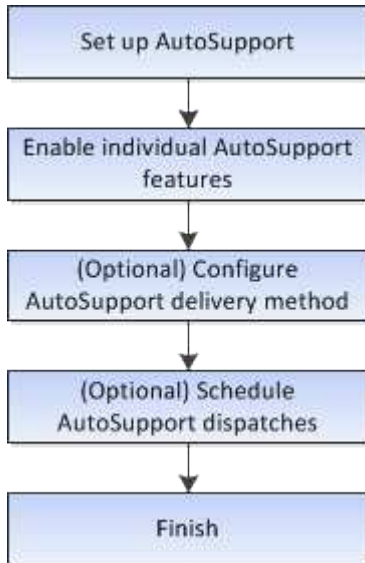 Set up AutoSupport
Enable individual AutoSupport
features
(Optional) Configure
AutoSupport delivery method
(Optional) Schedule
AutoSupport dispatches
Finish